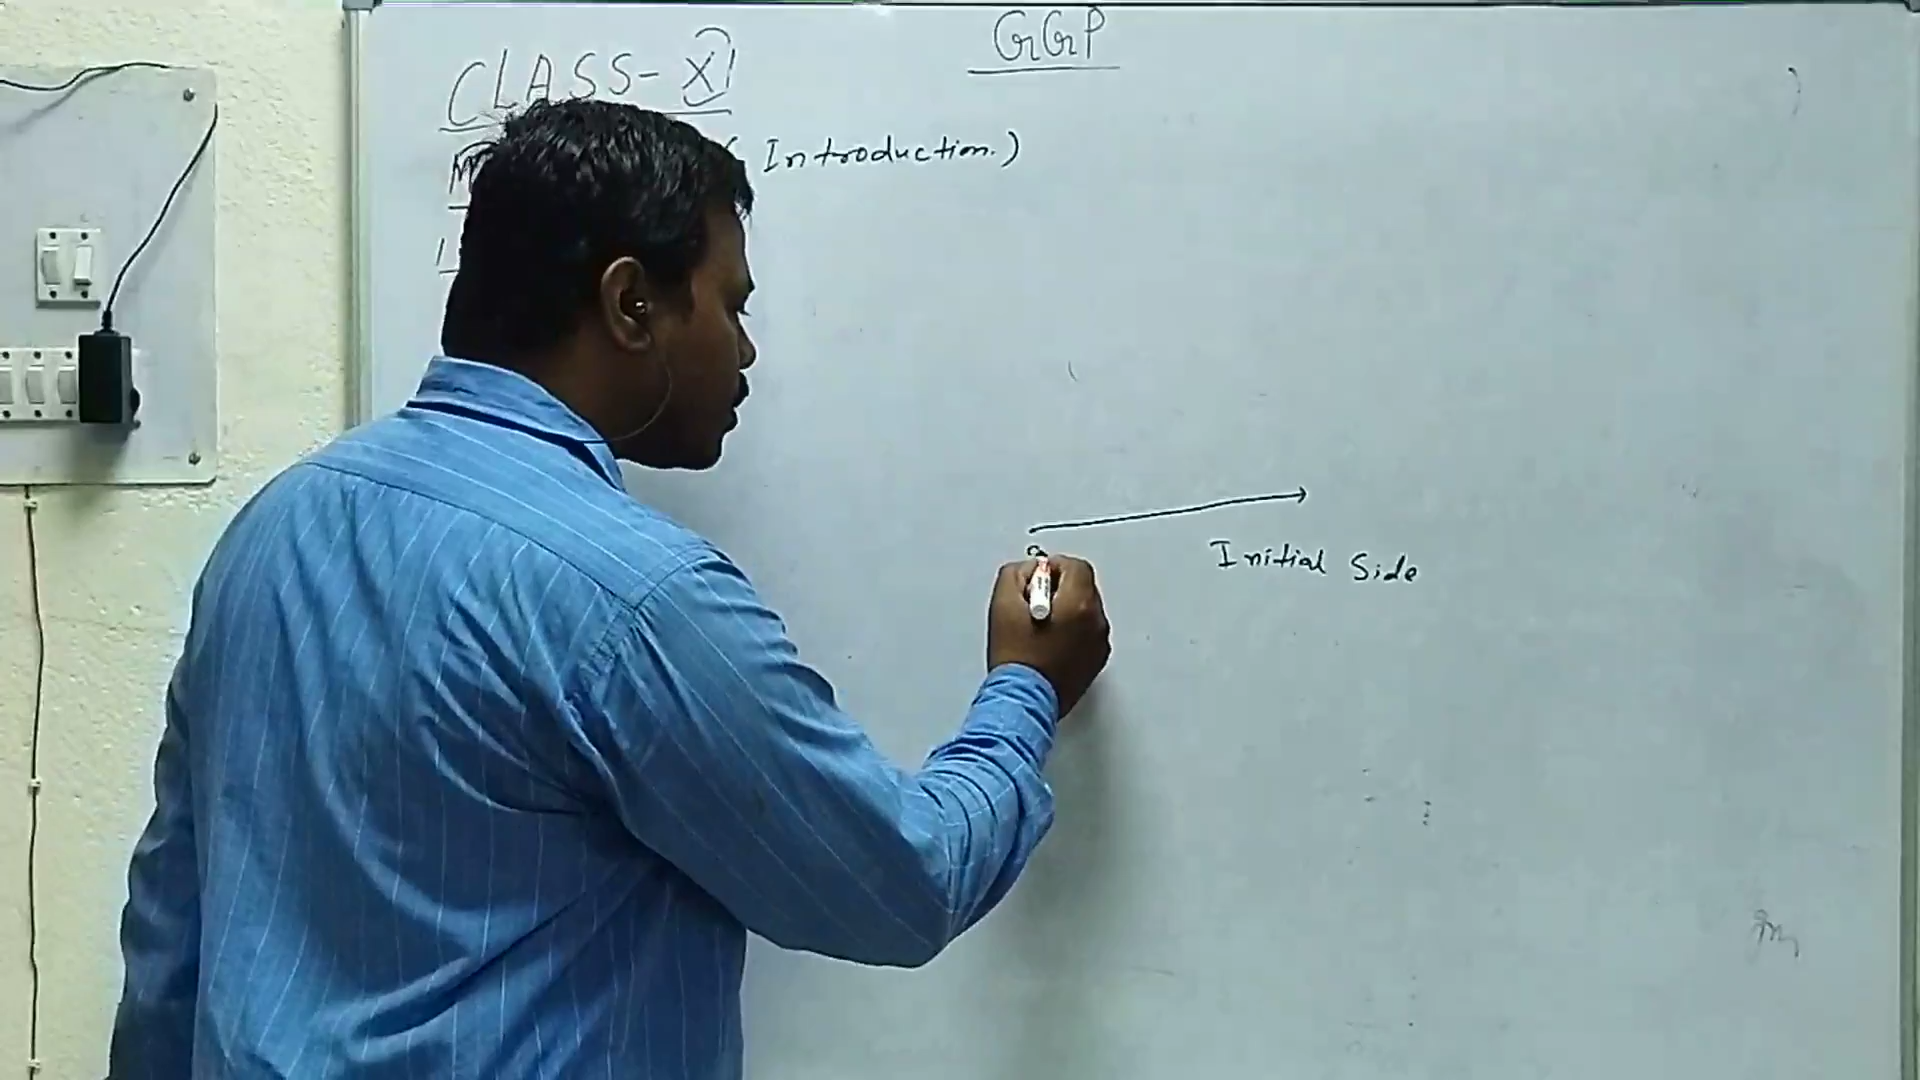 GGP
CLASS-XI
(Introduction.)
Initial Side